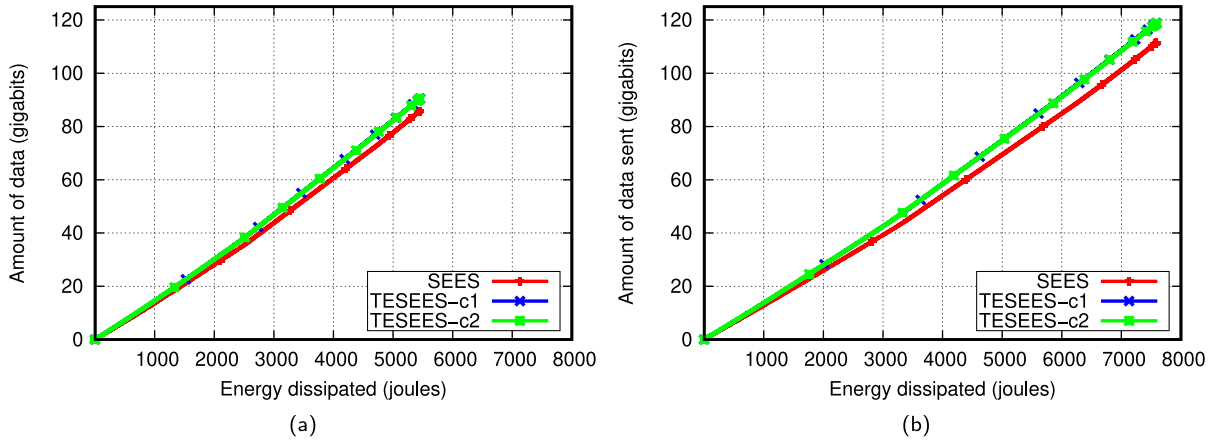 120
100
80
60
40
20
0
Amount of data (gigabits)
SEES
TESEES-c1
TESEES-c2
1000 2000 3000 4000 5000 6000 7000 8000
Energy dissipated (joules)
(a)
120
100
80
60
40
20
0
Amount of data sent (gigabits)
SEES
TESEES-c1
TESEES-c2
1000 2000 3000 4000 5000 6000 7000 8000
Energy dissipated (joules)
(b)